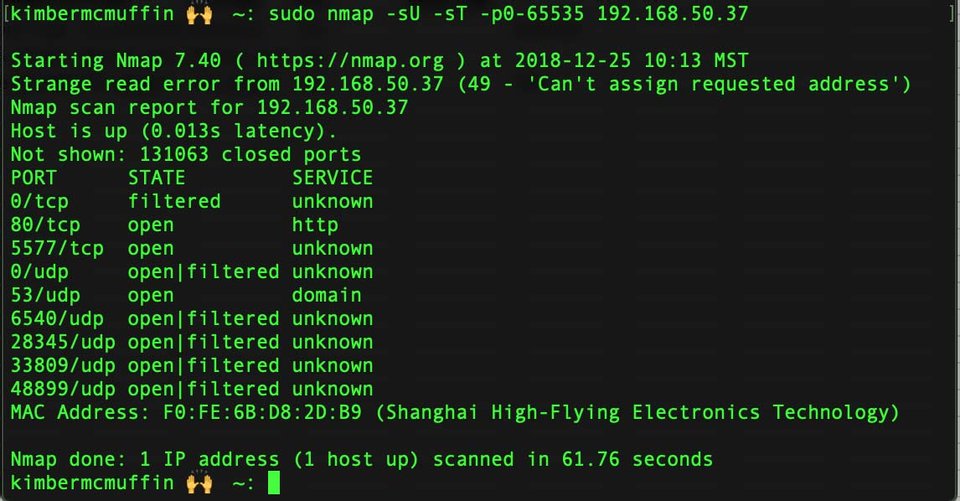 [kimbermcmuffin 🙌 ~: sudo nmap -sU -sT -p0-65535 192.168.50.37 ]
Starting Nmap 7.40 ( https://nmap.org ) at 2018-12-25 10:13 MST
Strange read error from 192.168.50.37 (49 - 'Can't assign requested address')
Nmap scan report for 192.168.50.37
Host is up (0.013s latency).
Not shown: 131063 closed ports
PORT STATE SERVICE
0/tcp filtered unknown
80/tcp open http
5577/tcp open unknown
0/udp open|filtered unknown
53/udp open domain
6540/udp open|filtered unknown
28345/udp open|filtered unknown
33809/udp open|filtered unknown
48899/udp open|filtered unknown
MAC Address: F0:FE:6B:D8:2D:B9 (Shanghai High-Flying Electronics Technology)
Nmap done: 1 IP address (1 host up) scanned in 61.76 seconds
kimbermcmuffin 🙌 ~: